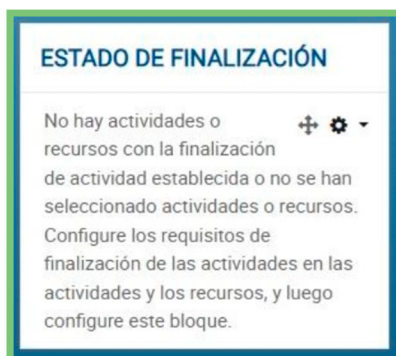 ESTADO DE FINALIZACIÓN
No hay actividades o
recursos con la finalización
de actividad establecida o no se han
seleccionado actividades o recursos.
Configure los requisitos de
finalización de las actividades en las
actividades y los recursos, y luego
configure este bloque.